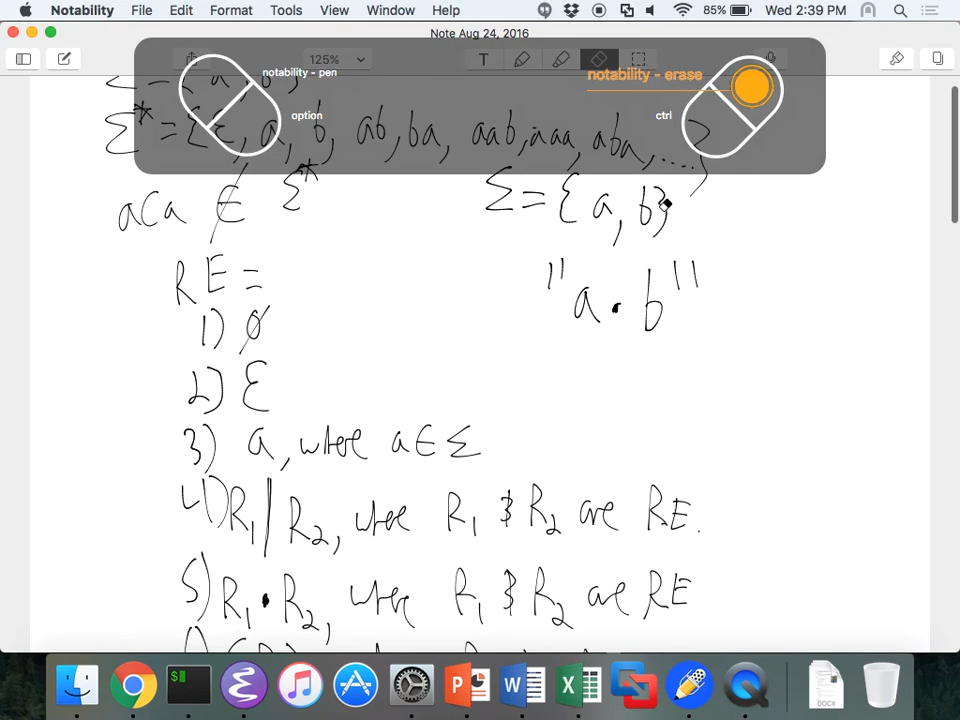 Notability File Edit Format Tools View Window Help 85% Wed 2:39 PM
Note Aug 24, 2016
125% T
notability - pen notability - erase
option ctrl
Σ = {a, b,
Σ* = {ε, a, b, ab, ba, aab, aaa, aba, ....}
aca ∉ Σ* Σ = {a, b}
RE = "a · b"
1) ∅
2) ε
3) a, where a ∈ Σ
4) R₁ | R₂, where R₁ & R₂ are RE.
5) R₁ · R₂, where R₁ & R₂ are RE
$
W X
DOCX